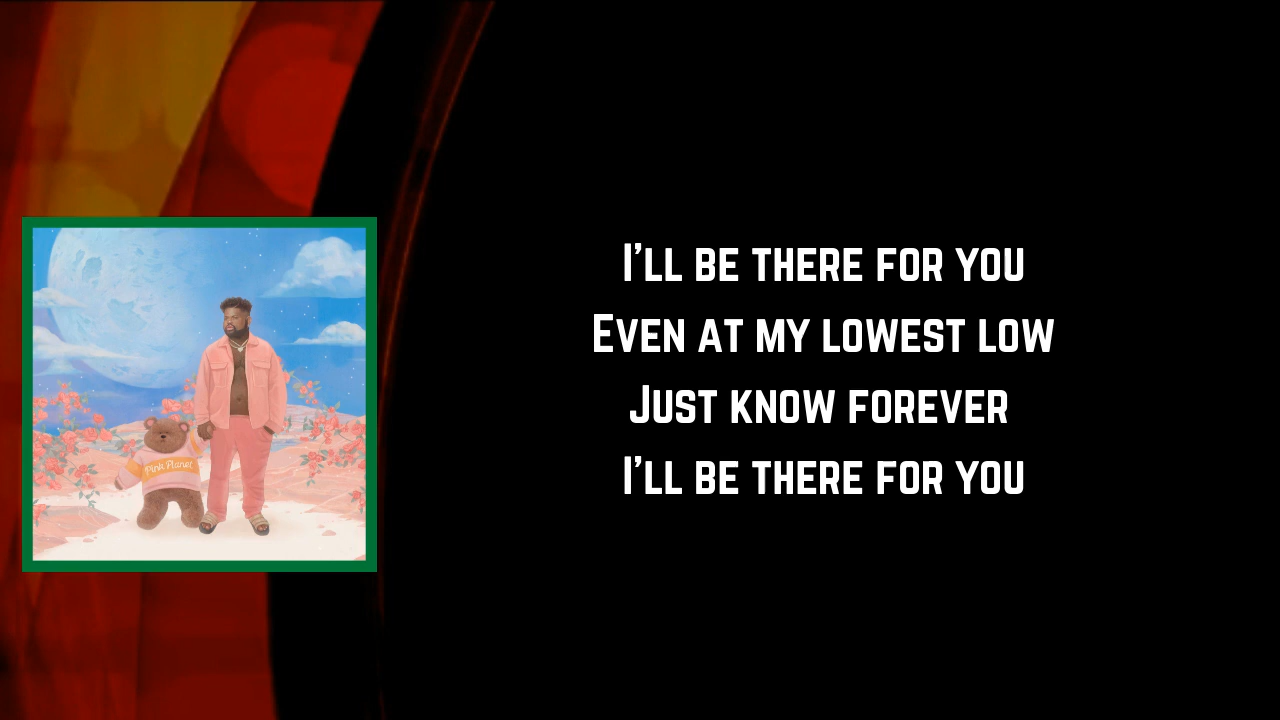 Pink Planet
I'll be there for you
Even at my lowest low
Just know forever
I'll be there for you